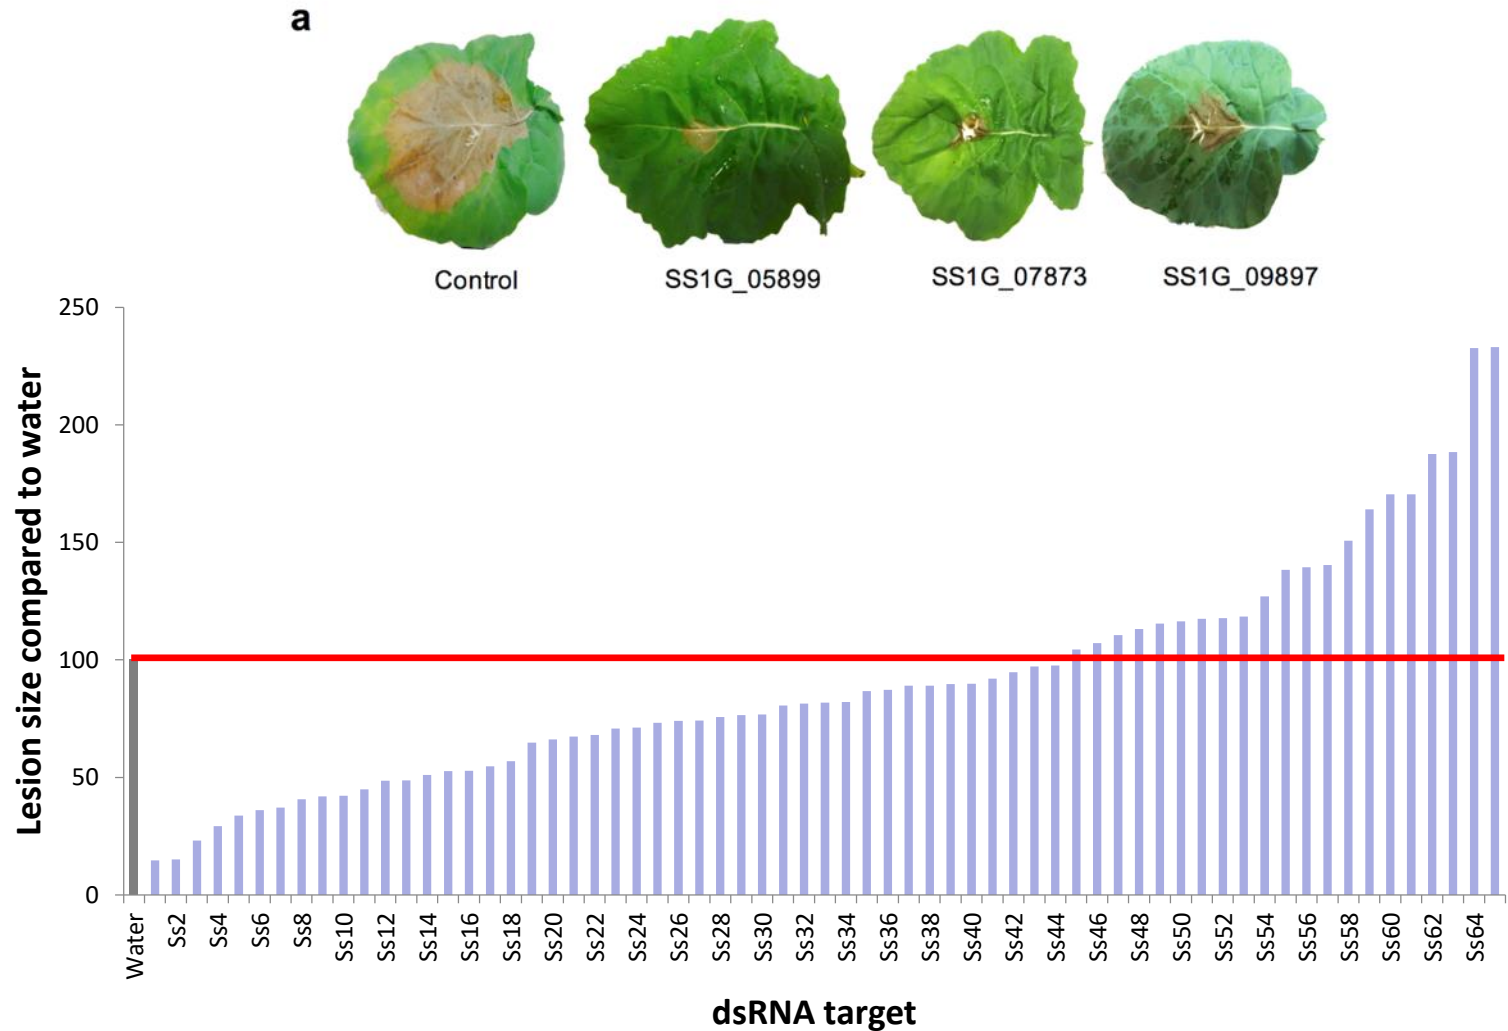 a
Control
SS1G_05899
SS1G_07873
SS1G_09897
Lesion size compared to water
250
200
150
100
50
0
Water
Ss2
Ss4
Ss6
Ss8
Ss10
Ss12
Ss14
Ss16
Ss18
Ss20
Ss22
Ss24
Ss26
Ss28
Ss30
Ss32
Ss34
Ss36
Ss38
Ss40
Ss42
Ss44
Ss46
Ss48
Ss50
Ss52
Ss54
Ss56
Ss58
Ss60
Ss62
Ss64
dsRNA target